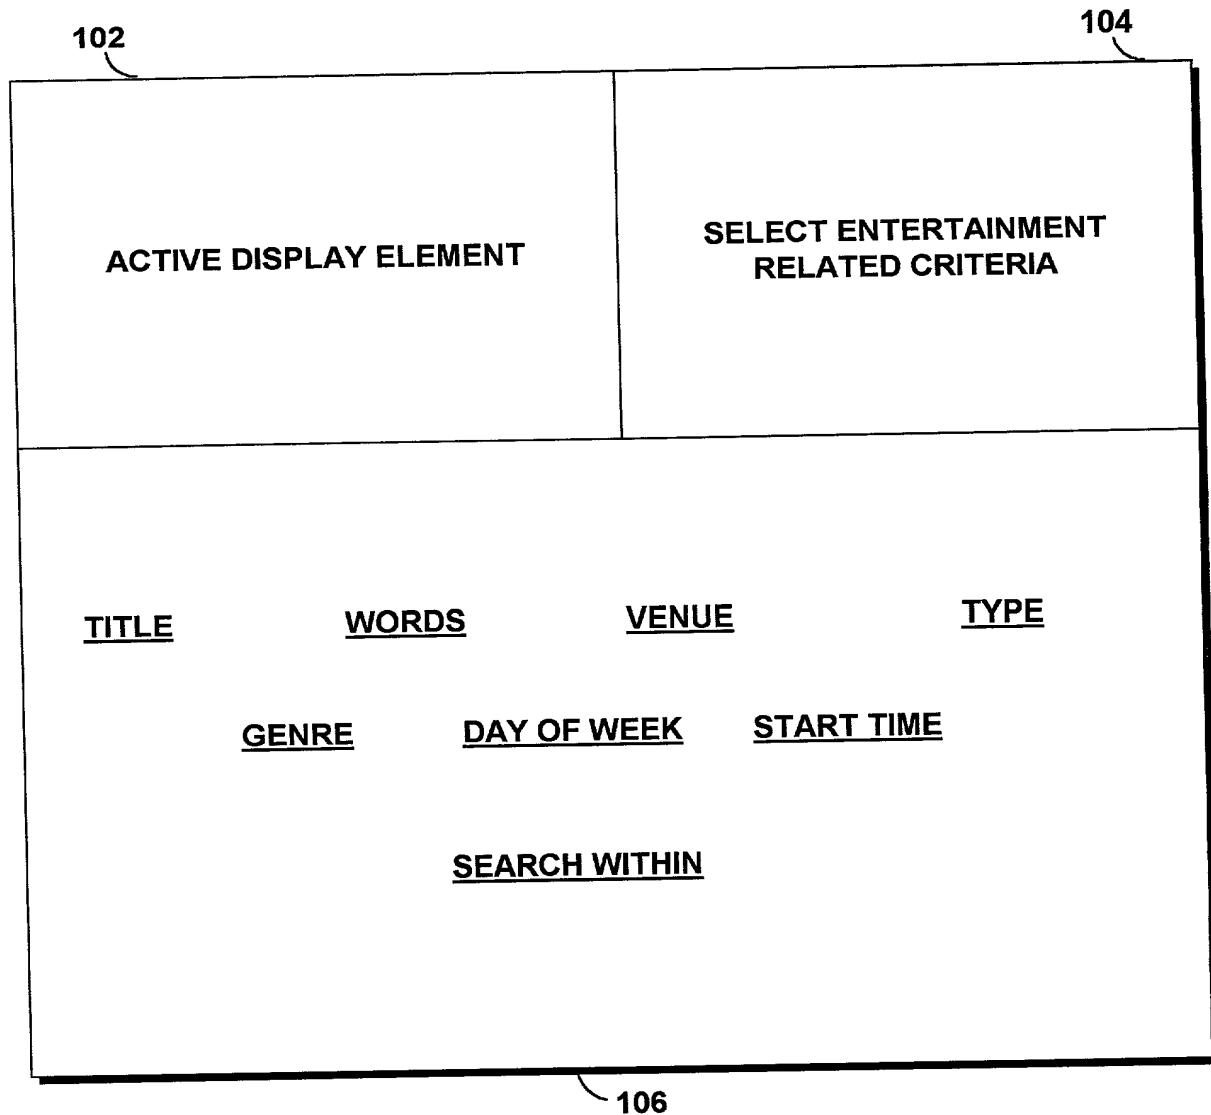 102
104
ACTIVE DISPLAY ELEMENT
SELECT ENTERTAINMENT
RELATED CRITERIA
TITLE WORDS VENUE TYPE
GENRE DAY OF WEEK START TIME
SEARCH WITHIN
106